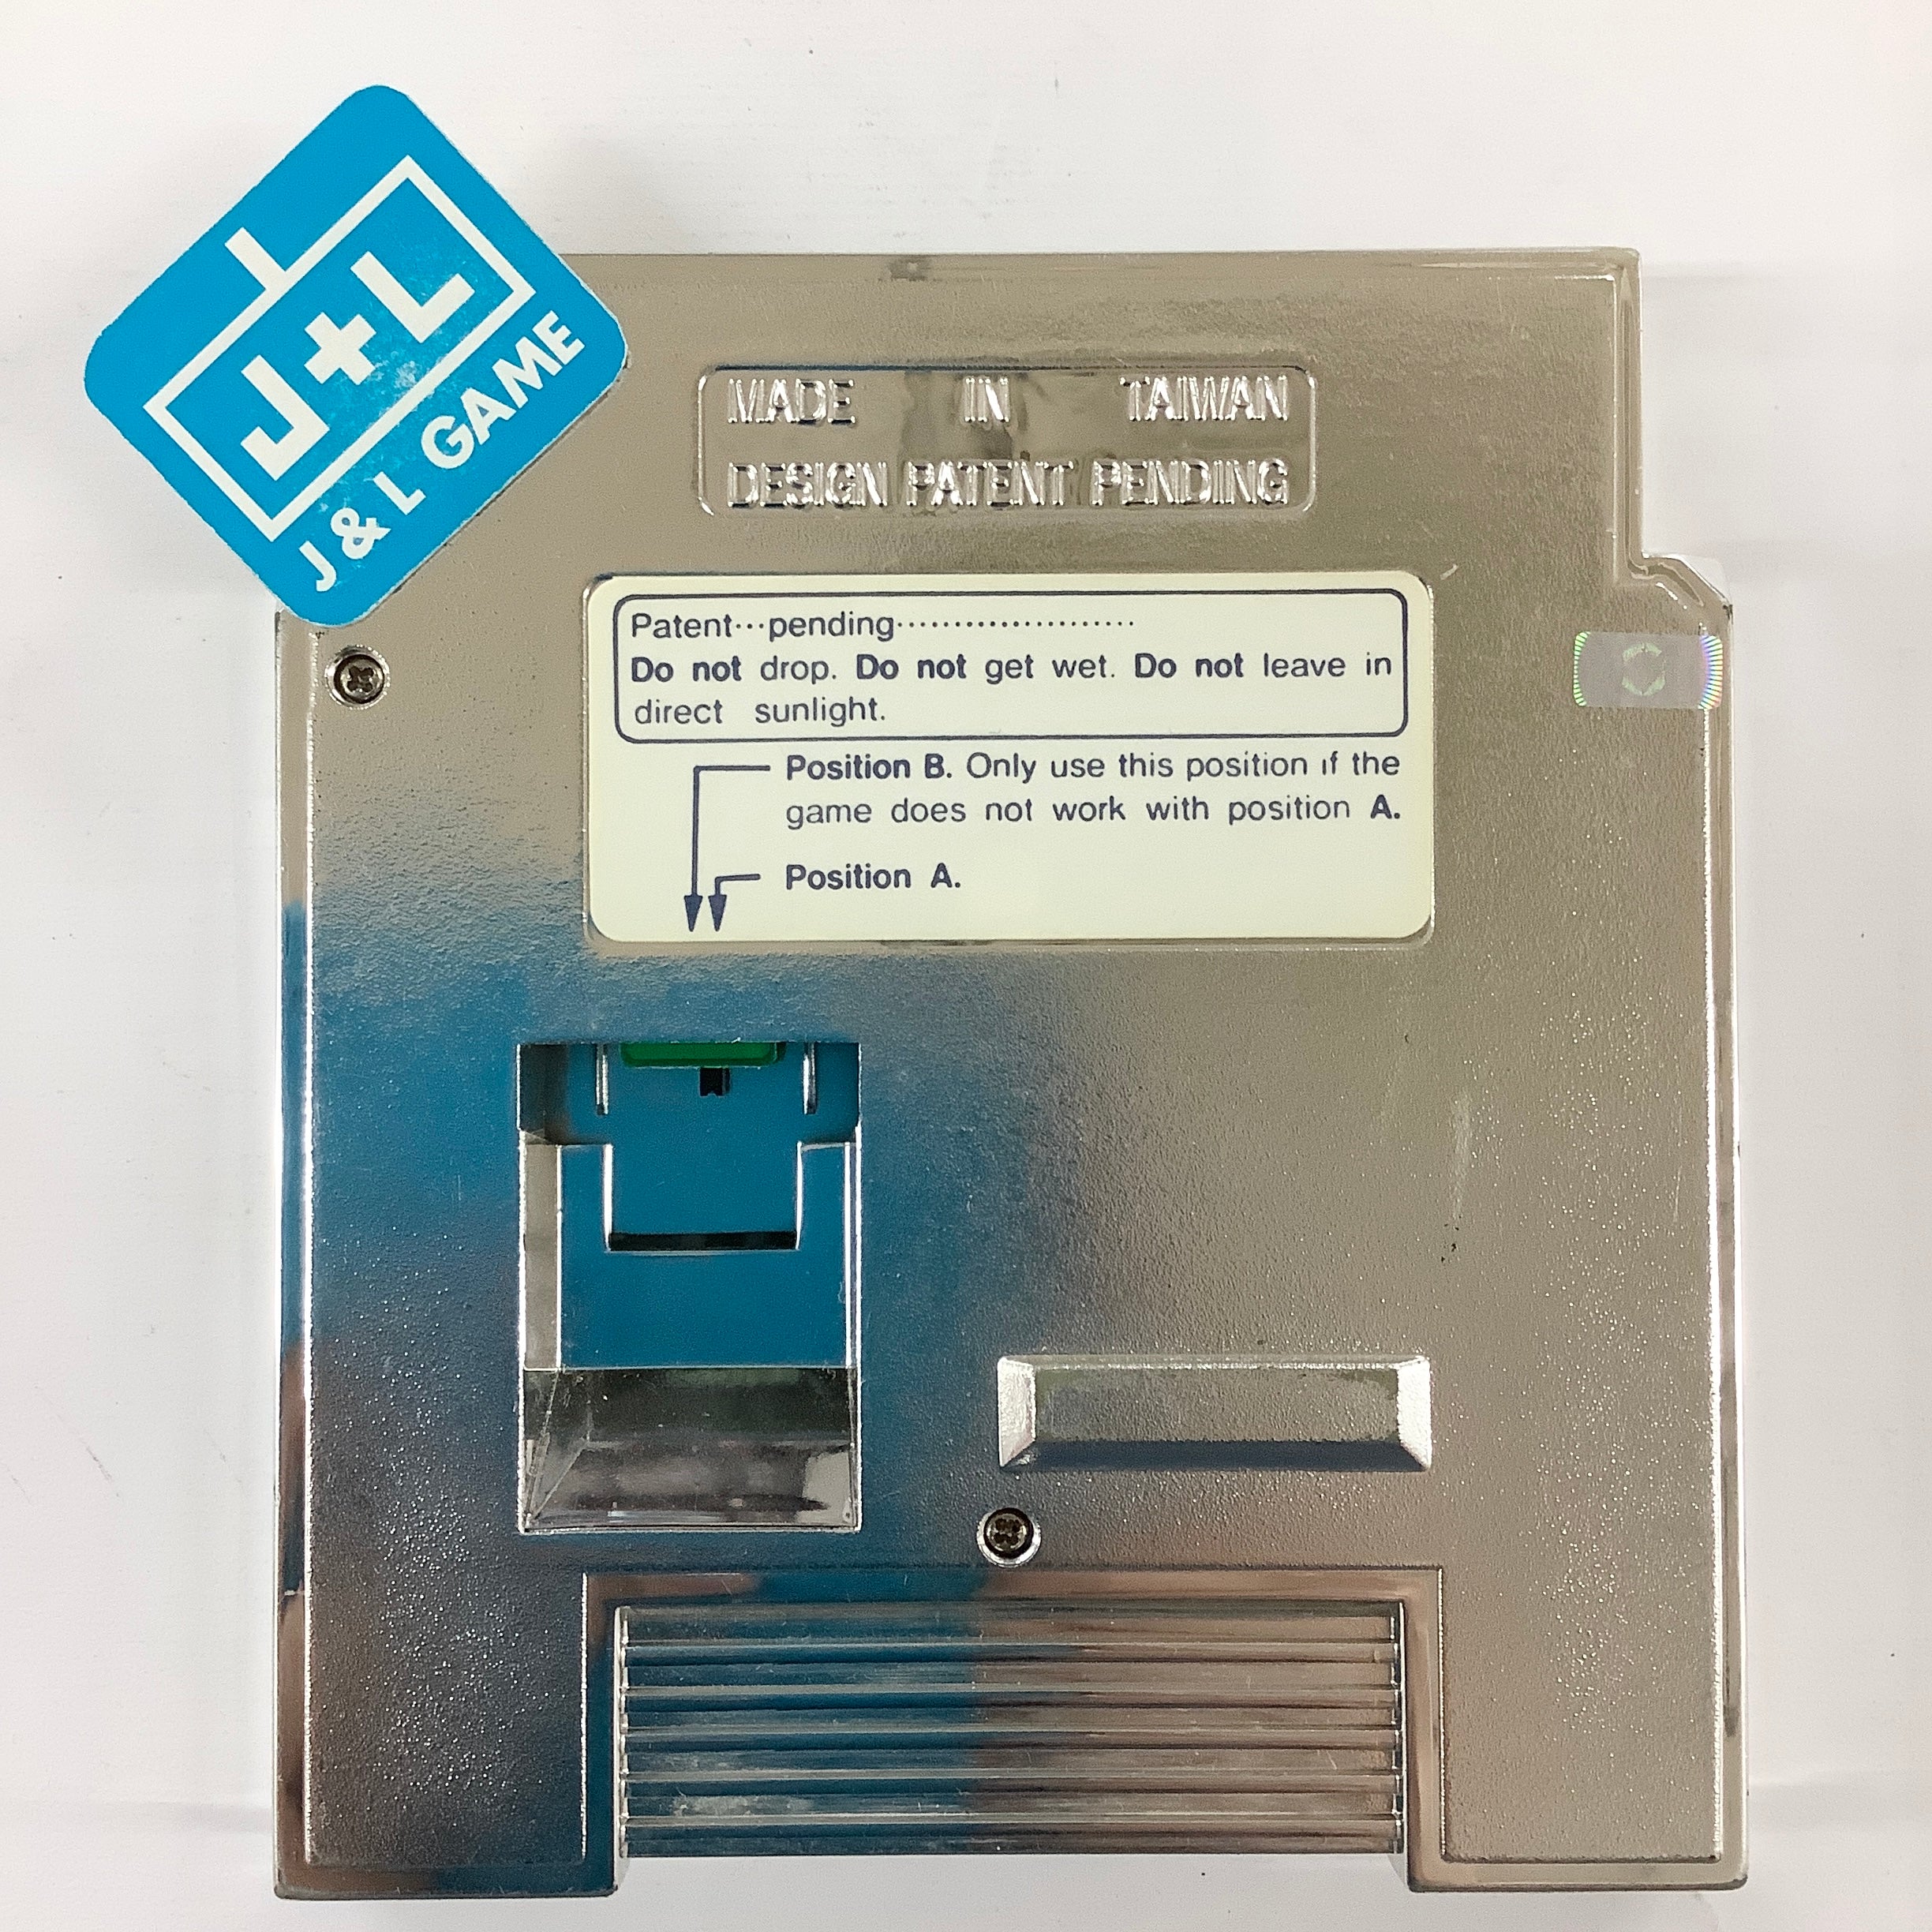 J+L
J & L GAME
MADE IN TAIWAN
DESIGN PATENT PENDING
Patent···pending·····················
Do not drop. Do not get wet. Do not leave in
direct sunlight.
Position B. Only use this position if the
game does not work with position A.
Position A.